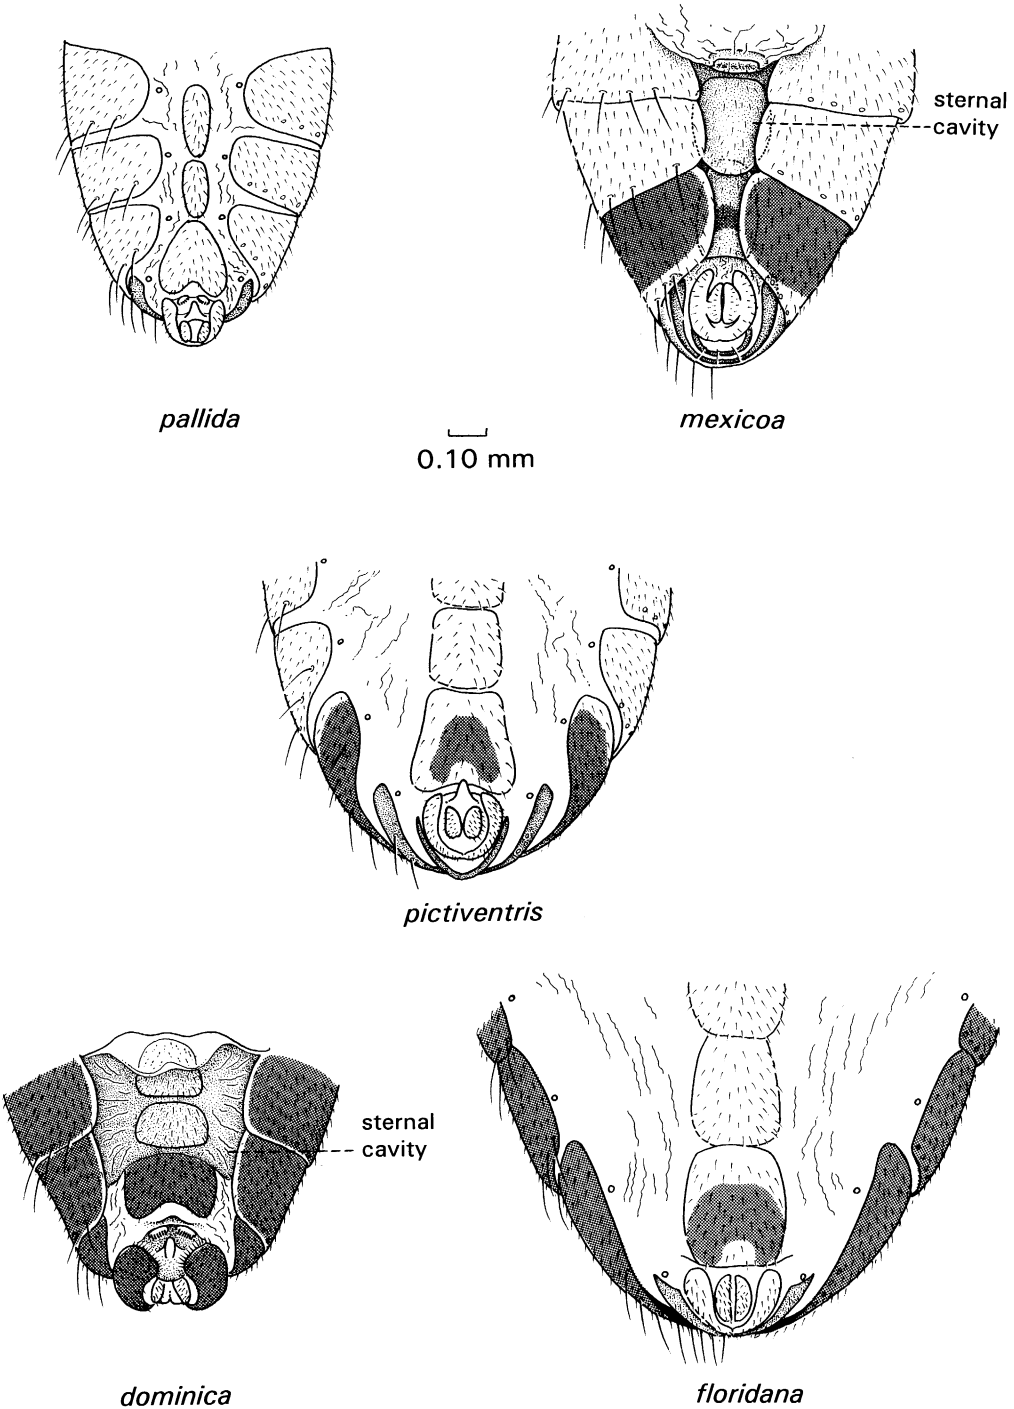 sternal
cavity
pallida
mexicoa
0.10 mm
pictiventris
sternal
cavity
dominica
floridana